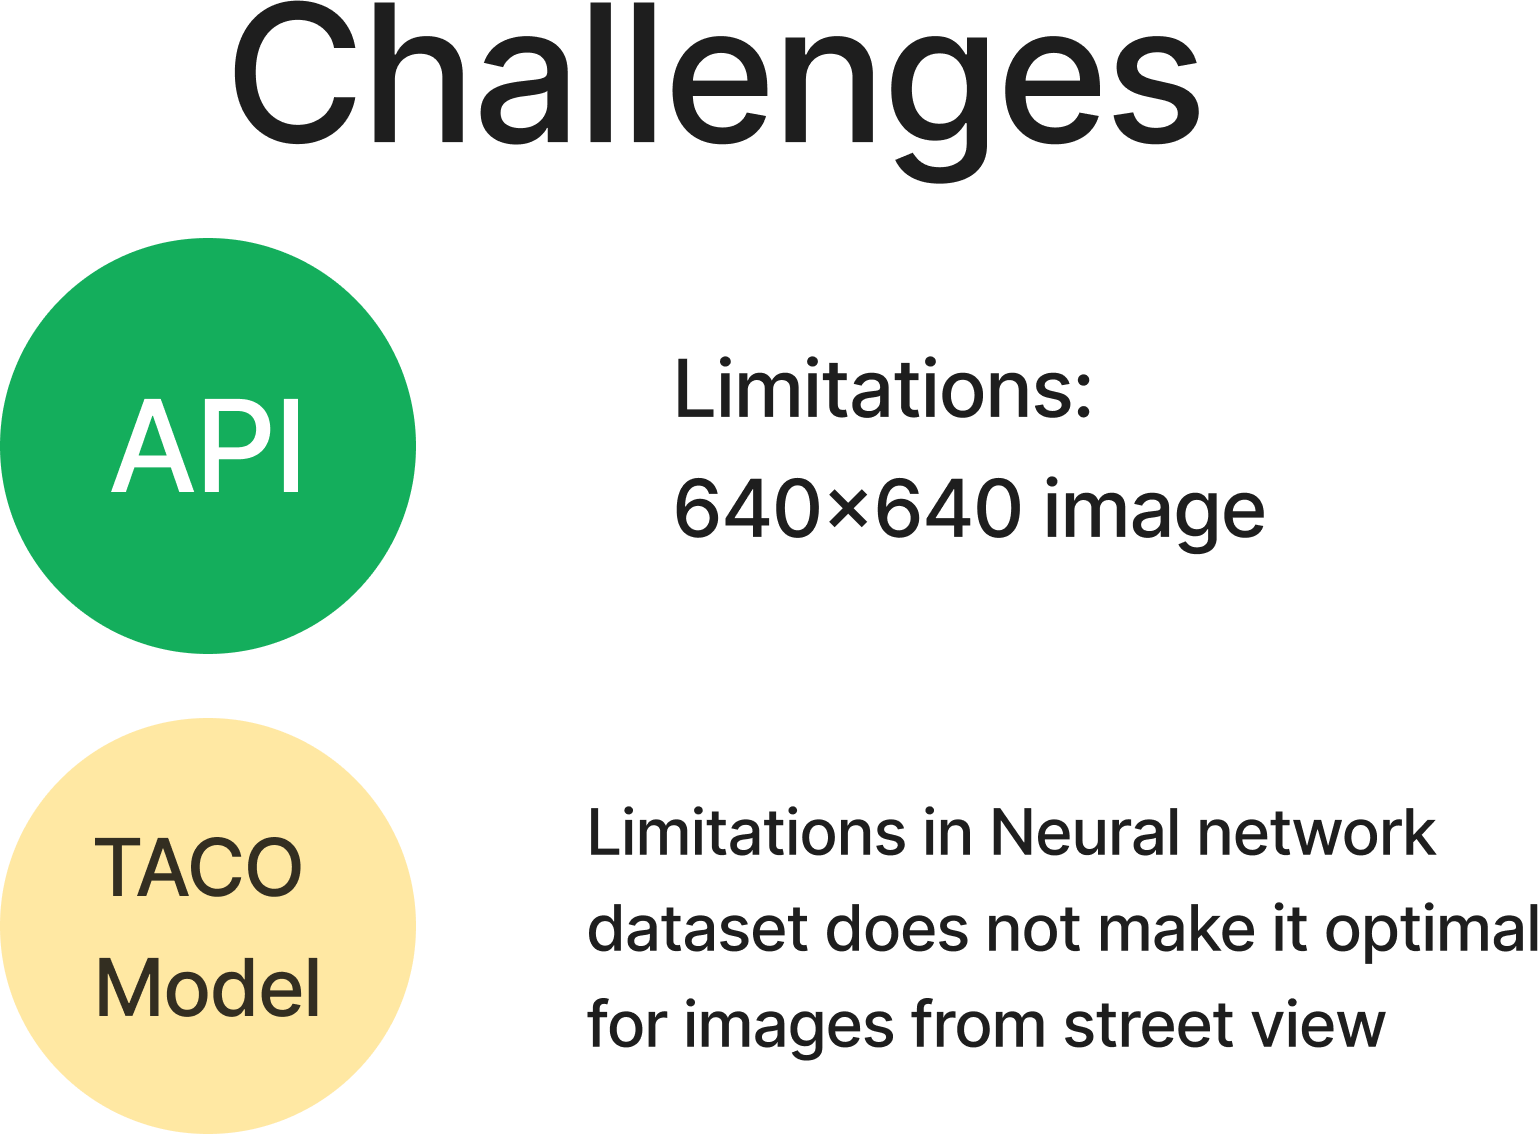 Challenges
API
Limitations:
640×640 image
TACO
Model
Limitations in Neural network
dataset does not make it optimal
for images from street view